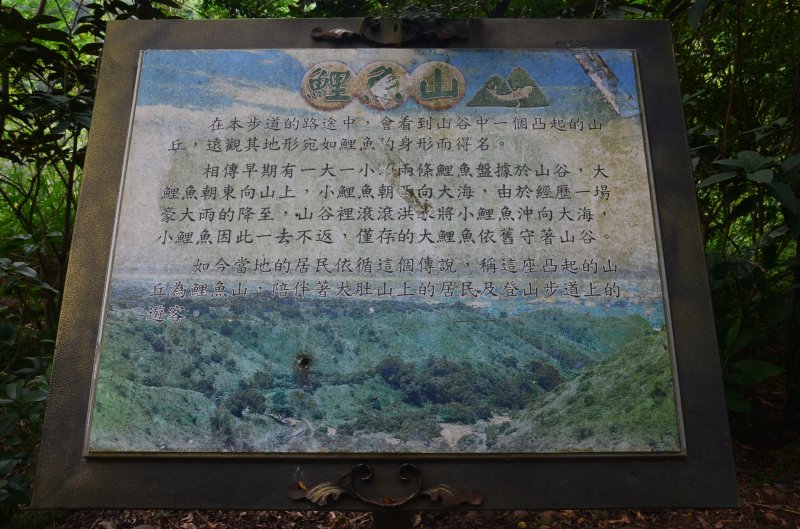 鯉魚山
在本步道的路途中，會看到山谷中一個凸起的山
丘，遠觀其地形宛如鯉魚的身形而得名。
相傳早期有一大一小 兩條鯉魚盤據於山谷，大
鯉魚朝東向山上，小鯉魚朝西向大海，由於經歷一場
豪大雨的降至，山谷裡滾滾洪水將小鯉魚沖向大海，
小鯉魚因此一去不返，僅存的大鯉魚依舊守著山谷。
如今當地的居民依循這個傳說，稱這座凸起的山
丘為鯉魚山；陪伴著大肚山上的居民及登山步道上的
遊客。